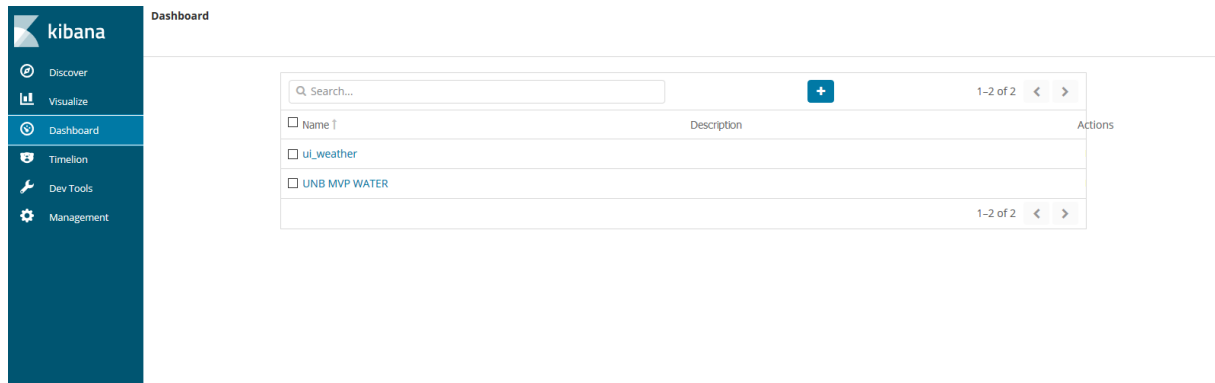 kibana
Discover
Visualize
Dashboard
Timelion
Dev Tools
Management
Dashboard
Search...
1–2 of 2
Name Description Actions
ui_weather
UNB MVP WATER
1–2 of 2